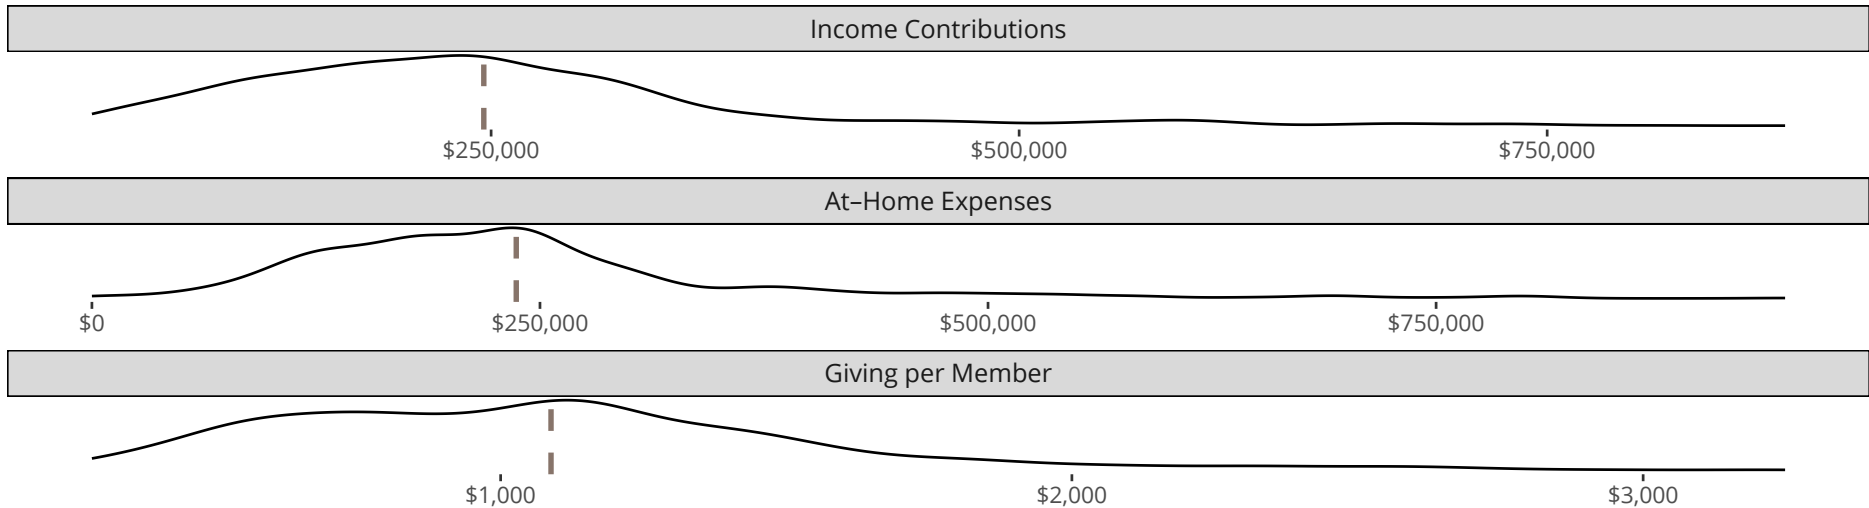 Income Contributions
$250,000 $500,000 $750,000
At–Home Expenses
$0 $250,000 $500,000 $750,000
Giving per Member
$1,000 $2,000 $3,000